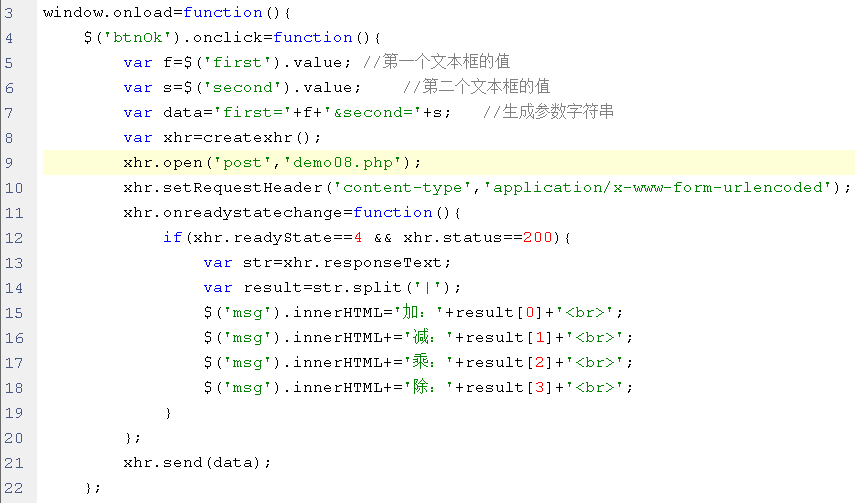 3 window.onload=function(){
4 $('btnOk').onclick=function(){
5 var f=$('first').value; //第一个文本框的值
6 var s=$('second').value; //第二个文本框的值
7 var data='first='+f+'&second='+s; //生成参数字符串
8 var xhr=createxhr();
9 xhr.open('post','demo08.php');
10 xhr.setRequestHeader('content-type','application/x-www-form-urlencoded');
11 xhr.onreadystatechange=function(){
12 if(xhr.readyState==4 && xhr.status==200){
13 var str=xhr.responseText;
14 var result=str.split('|');
15 $('msg').innerHTML='加：'+result[0]+'<br>';
16 $('msg').innerHTML+='减：'+result[1]+'<br>';
17 $('msg').innerHTML+='乘：'+result[2]+'<br>';
18 $('msg').innerHTML+='除：'+result[3]+'<br>';
19 }
20 };
21 xhr.send(data);
22 };